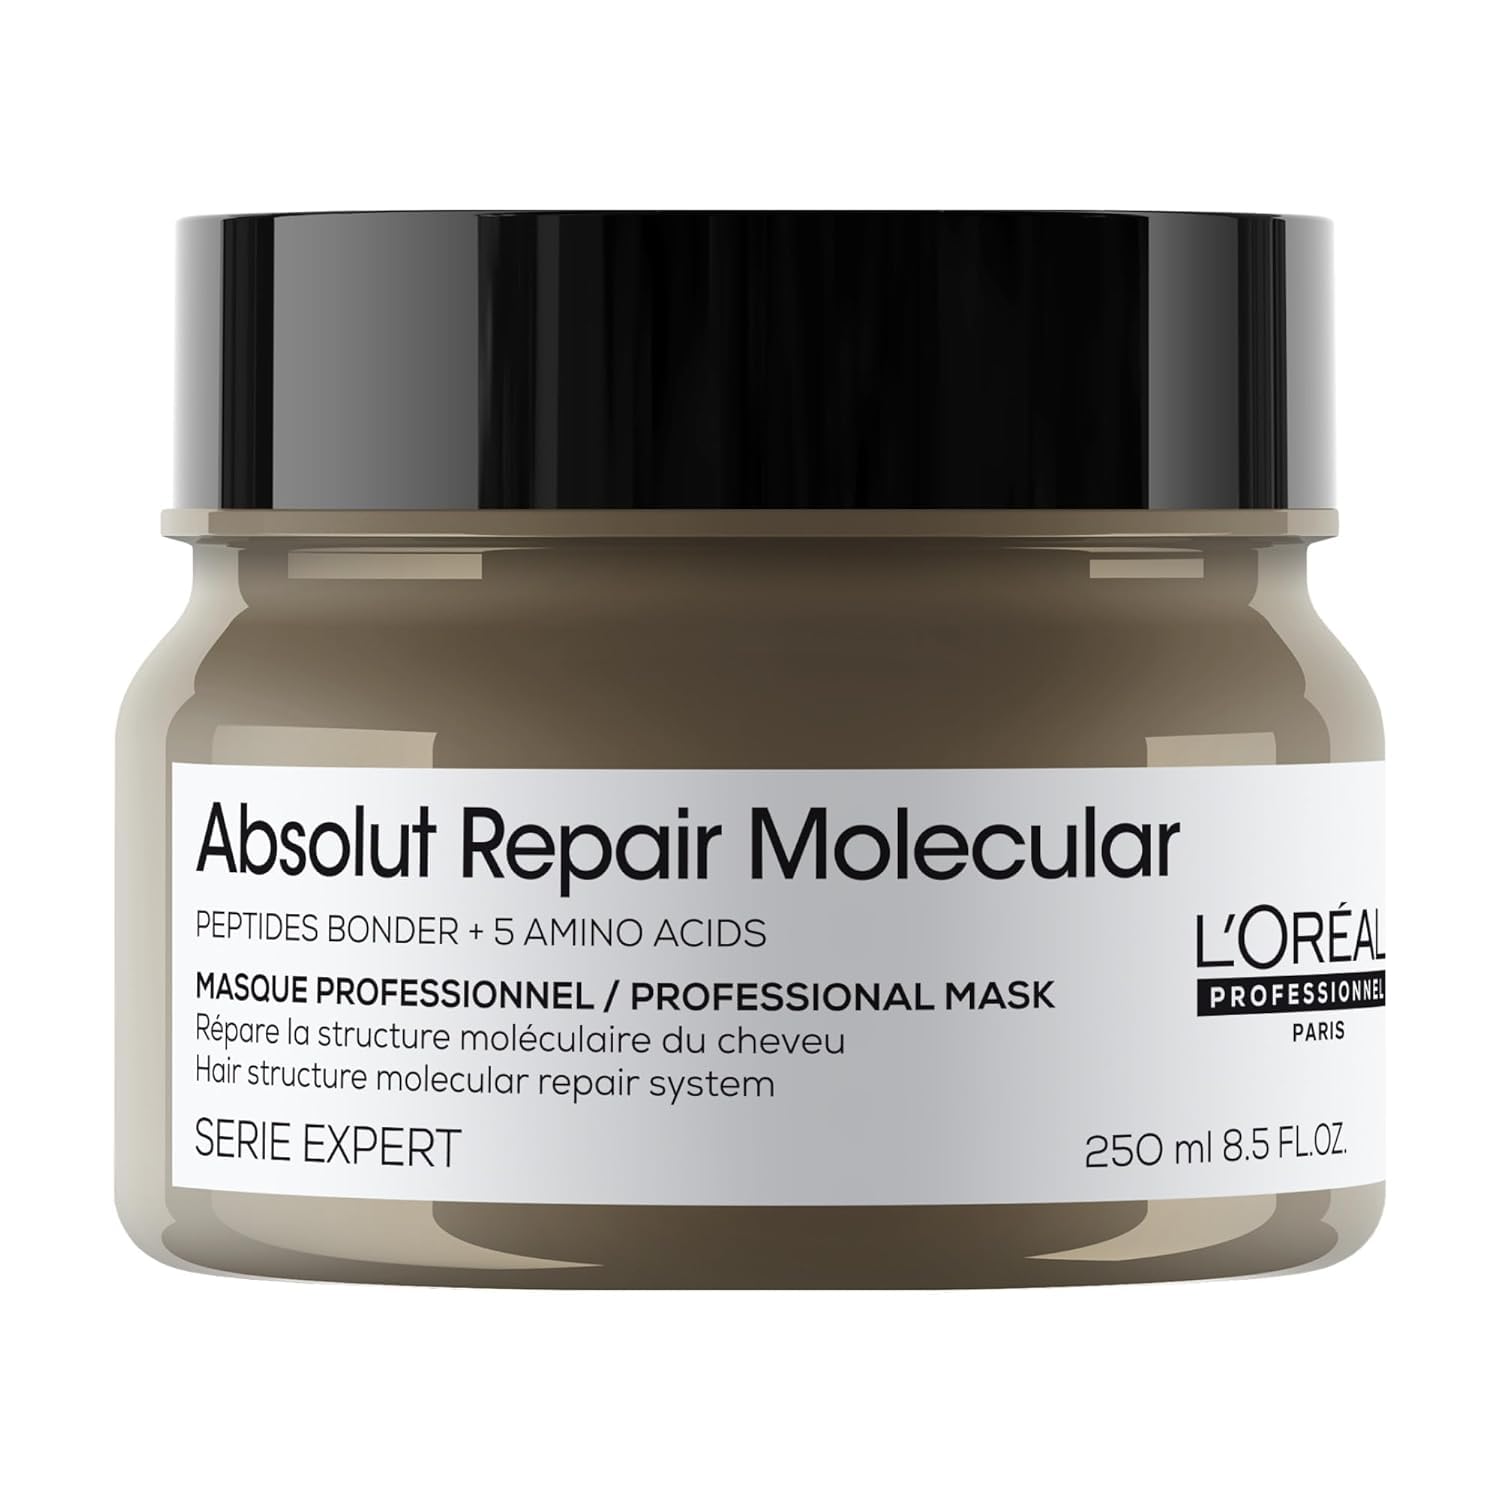 Absolut Repair Molecular
PEPTIDES BONDER + 5 AMINO ACIDS
MASQUE PROFESSIONNEL / PROFESSIONAL MASK
Répare la structure moléculaire du cheveu
Hair structure molecular repair system
SERIE EXPERT
L'ORÉAL
PROFESSIONNEL
PARIS
250 ml 8.5 FL.OZ.